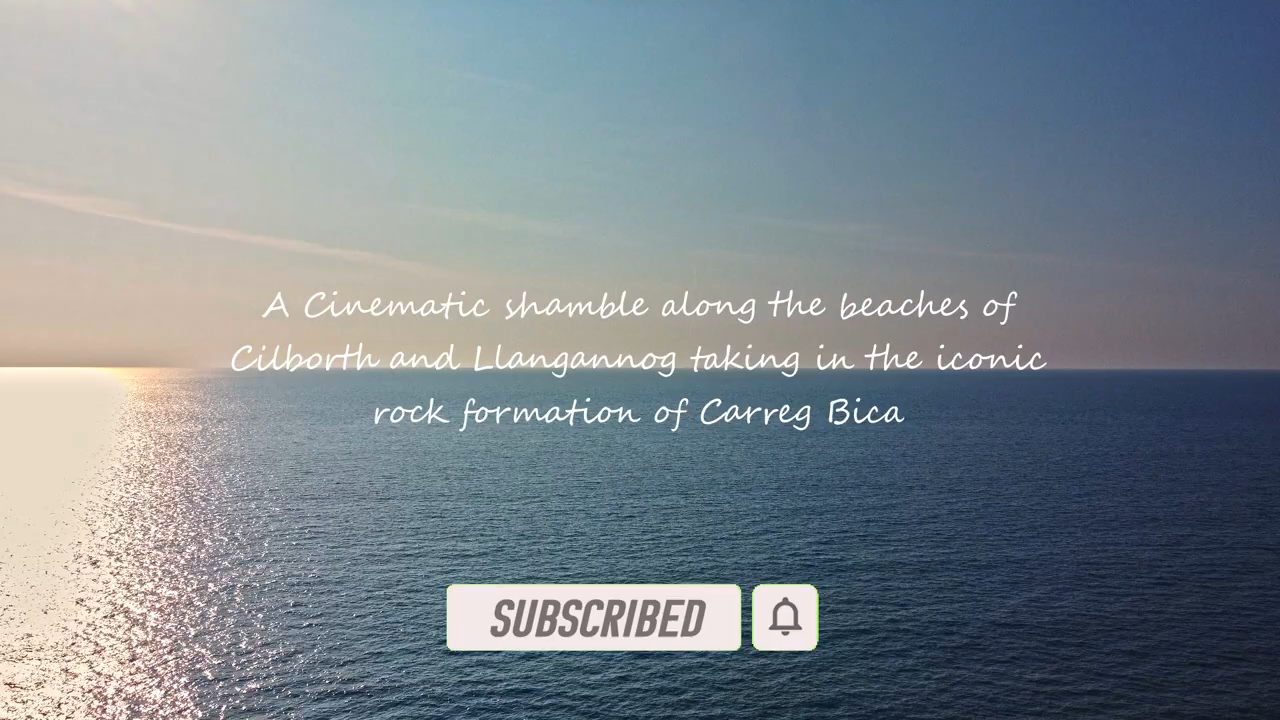 A Cinematic shamble along the beaches of
Cilborth and Llangannog taking in the iconic
rock formation of Carreg Bica
SUBSCRIBED